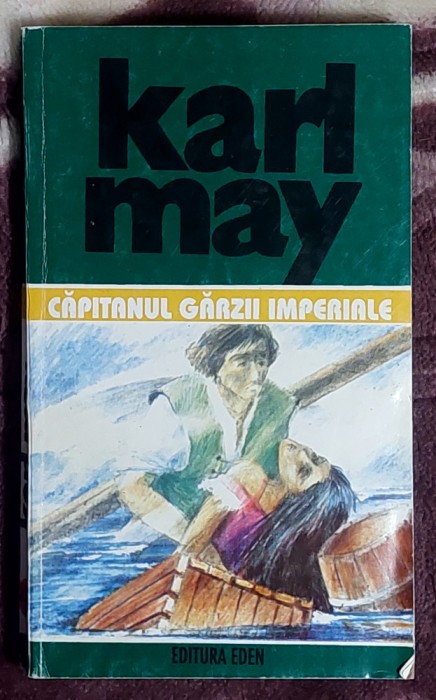 karl
may
CĂPITANUL GĂRZII IMPERIALE
EDITURA EDEN